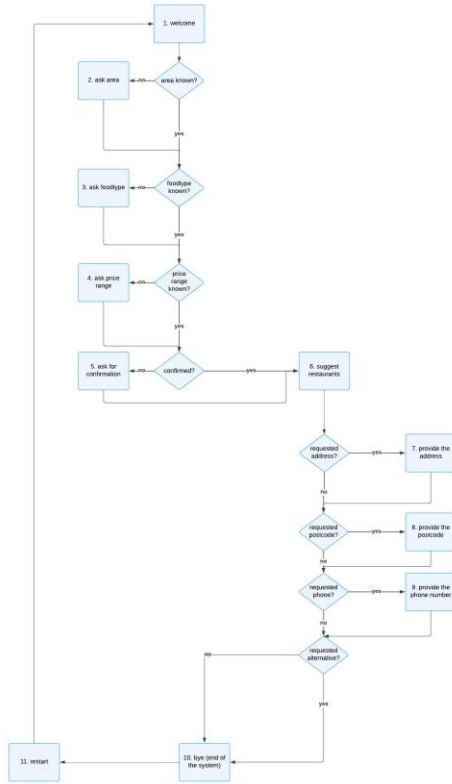 1. welcome
2. ask area
no
area known?
yes
3. ask foodtype
no
foodtype
known?
yes
4. ask price
range
no
price
range
known?
yes
5. ask for
confirmation
no
confirmed?
yes
6. suggest
restaurants
requested
address?
yes
7. provide the
address
no
requested
postcode?
yes
8. provide the
postcode
no
requested
phone?
yes
9. provide the
phone number
no
requested
alternative?
no
yes
11. restart
10. bye (end of
the system)